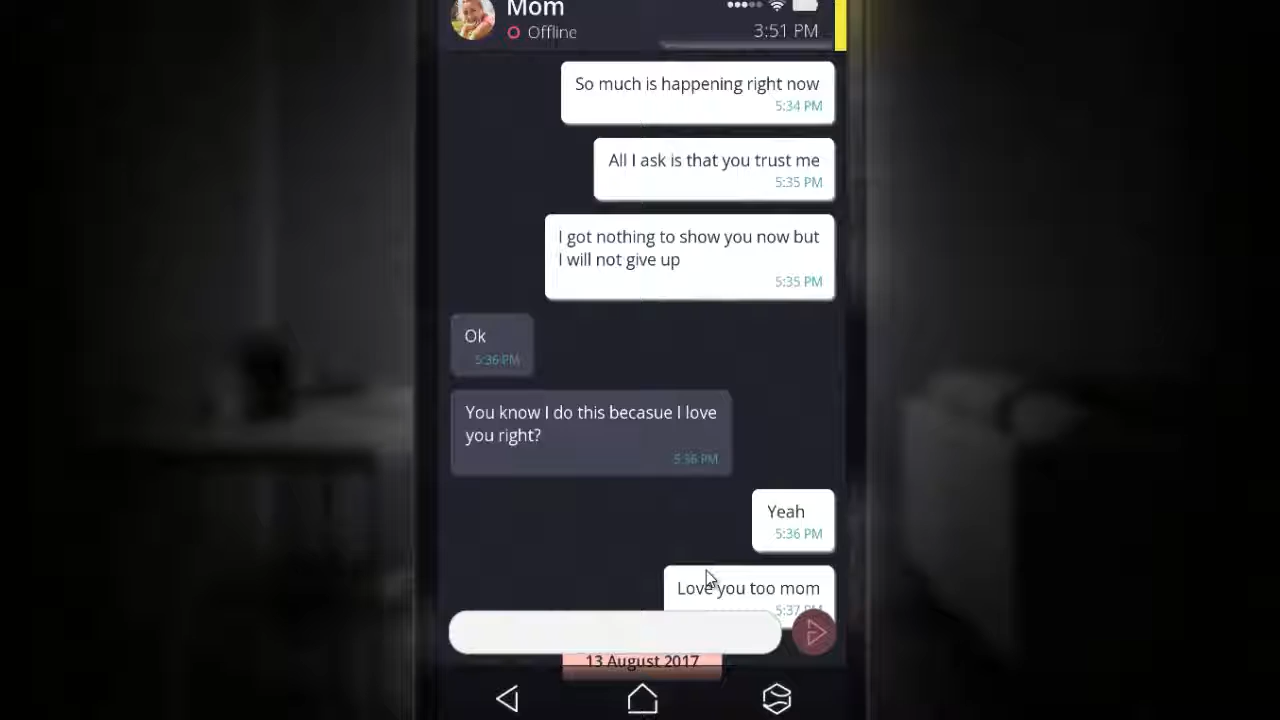 Mom
Offline
3:51 PM
So much is happening right now
5:34 PM
All I ask is that you trust me
5:35 PM
I got nothing to show you now but
I will not give up
5:35 PM
Ok
5:36 PM
You know I do this becasue I love
you right?
5:36 PM
Yeah
5:36 PM
Love you too mom
5:37 PM
13 August 2017